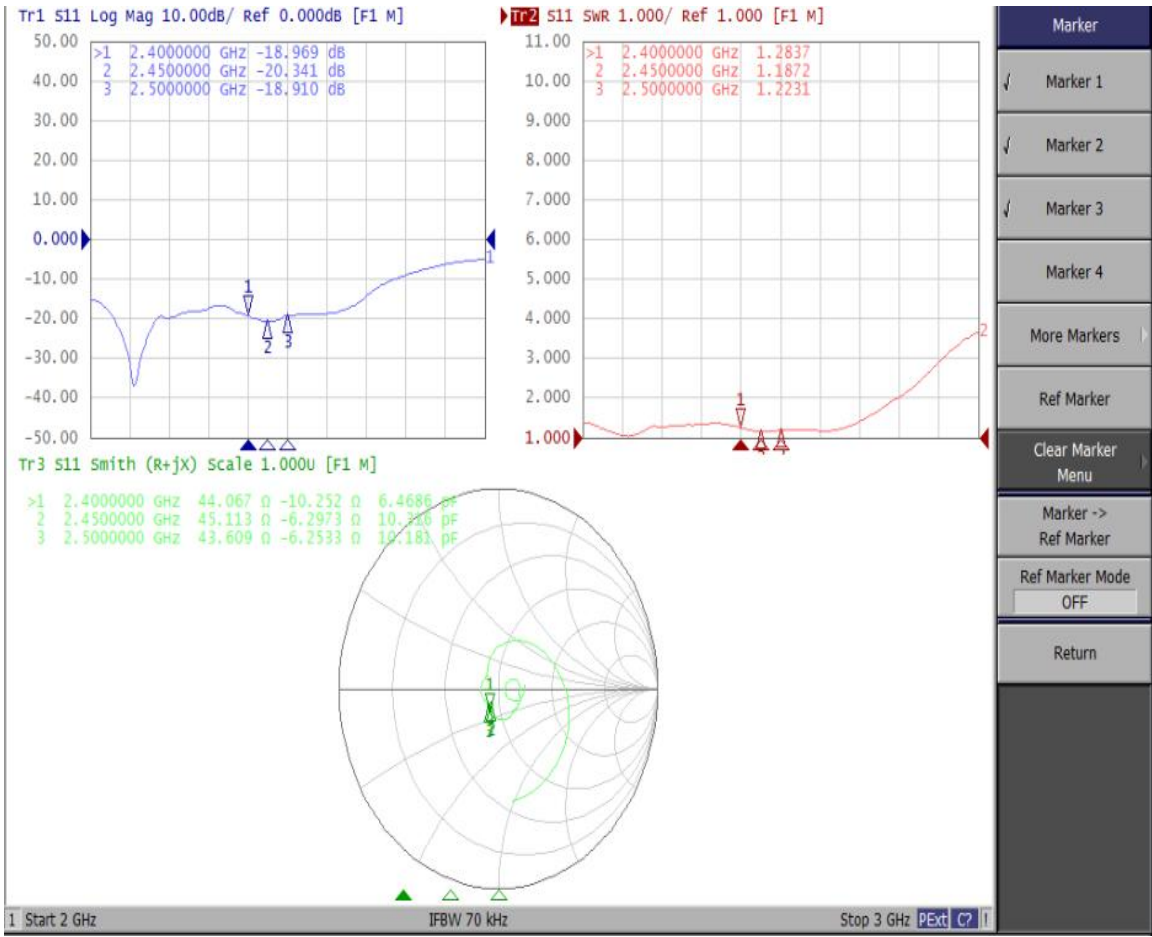 Tr1 S11 Log Mag 10.00dB/ Ref 0.000dB [F1 M]
50.00
40.00
30.00
20.00
10.00
0.000
-10.00
-20.00
-30.00
-40.00
-50.00
>1 2.4000000 GHz -18.969 dB
2 2.4500000 GHz -20.341 dB
3 2.5000000 GHz -18.910 dB
1
2
3
1
Tr2 S11 SWR 1.000/ Ref 1.000 [F1 M]
11.00
10.00
9.000
8.000
7.000
6.000
5.000
4.000
3.000
2.000
1.000
>1 2.4000000 GHz 1.2837
2 2.4500000 GHz 1.1872
3 2.5000000 GHz 1.2231
1
2
Tr3 S11 Smith (R+jX) Scale 1.000U [F1 M]
>1 2.4000000 GHz 44.067 Ω -10.252 Ω 6.4686 pF
2 2.4500000 GHz 45.113 Ω -6.2973 Ω 10.316 pF
3 2.5000000 GHz 43.609 Ω -6.2533 Ω 10.181 pF
1
1 Start 2 GHz
IFBW 70 kHz
Stop 3 GHz PExt C? !
Marker
√ Marker 1
√ Marker 2
√ Marker 3
Marker 4
More Markers
Ref Marker
Clear Marker
Menu
Marker ->
Ref Marker
Ref Marker Mode
OFF
Return